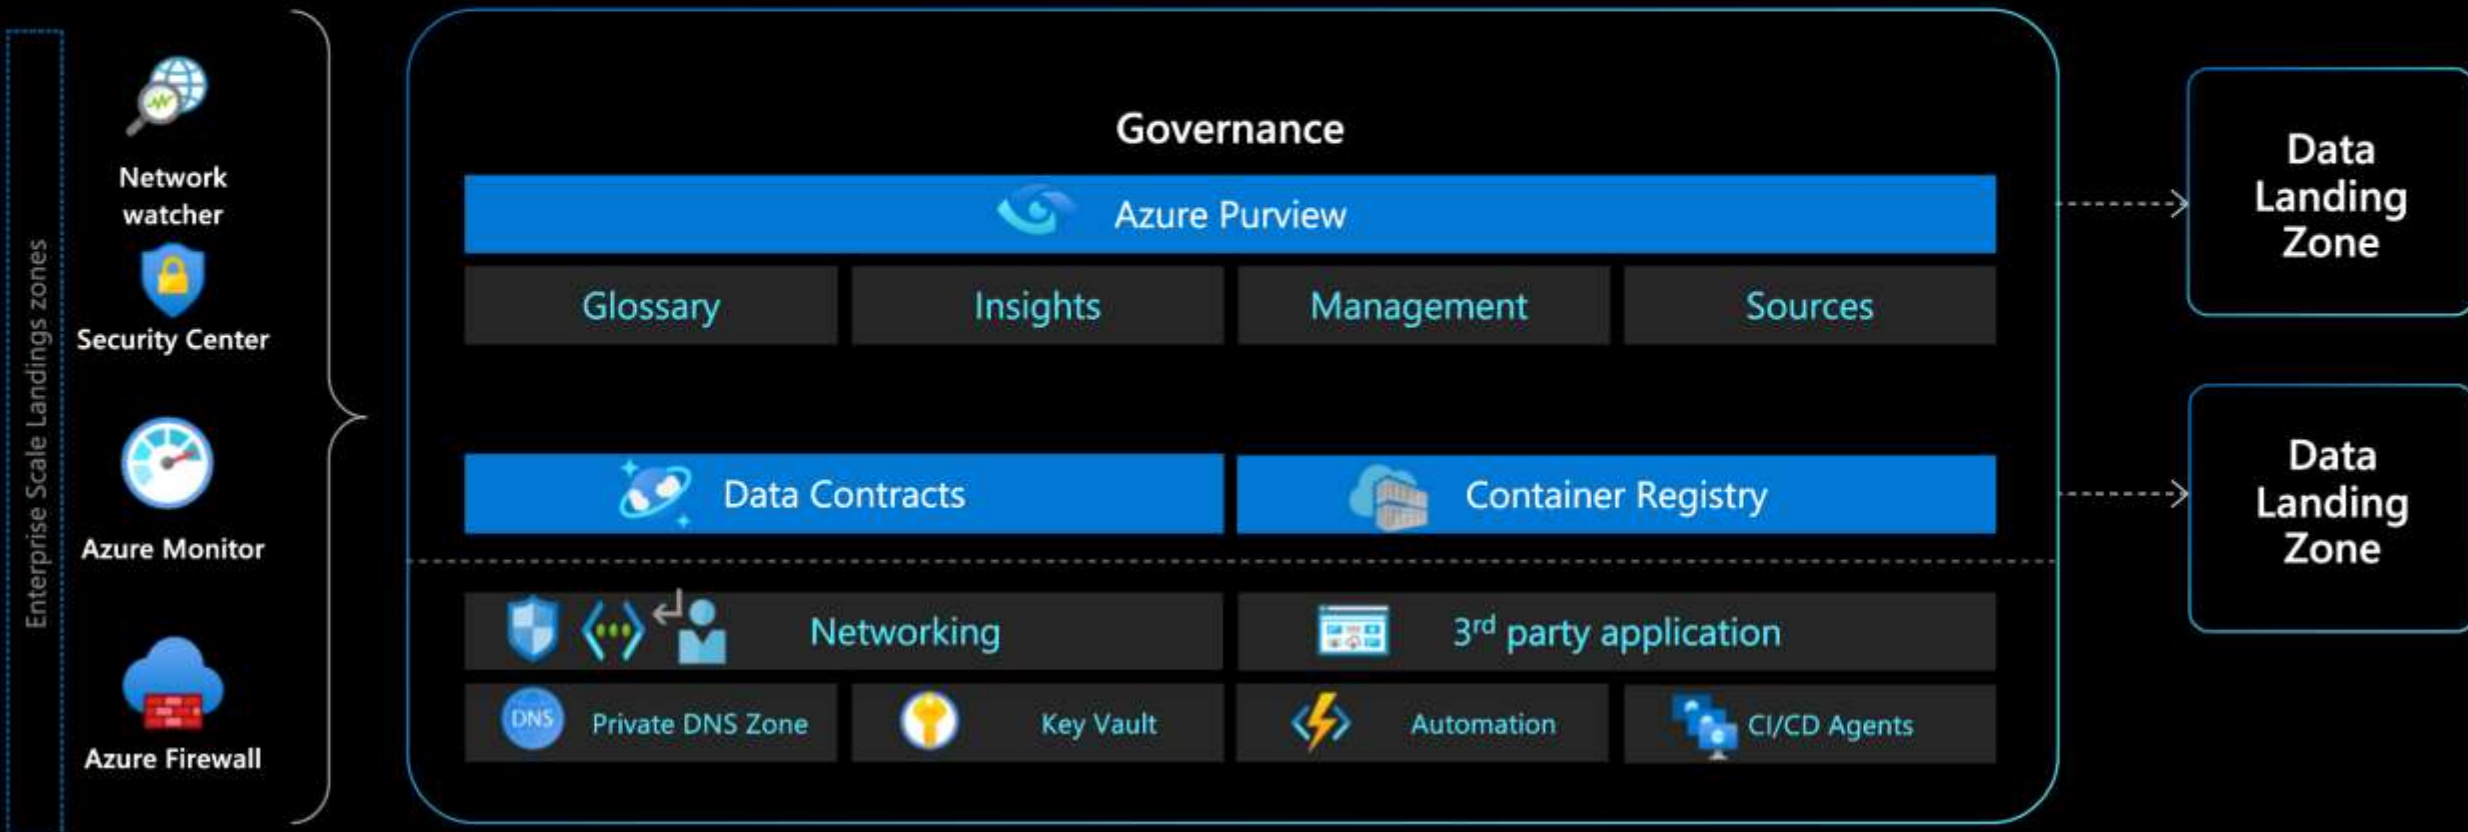 Enterprise Scale Landings zones
Network
watcher
Security Center
Azure Monitor
Azure Firewall
Governance
Azure Purview
Glossary
Insights
Management
Sources
Data Contracts
Container Registry
Networking
3rd party application
DNS
Private DNS Zone
Key Vault
Automation
CI/CD Agents
Data
Landing
Zone
Data
Landing
Zone